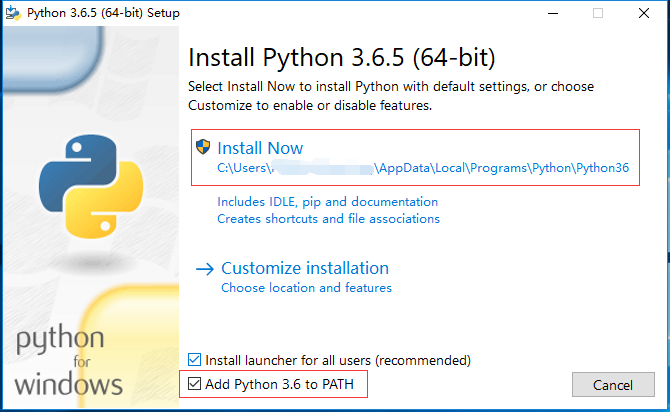 Python 3.6.5 (64-bit) Setup
Install Python 3.6.5 (64-bit)
Select Install Now to install Python with default settings, or choose
Customize to enable or disable features.
Install Now
C:\Users\ \AppData\Local\Programs\Python\Python36
Includes IDLE, pip and documentation
Creates shortcuts and file associations
Customize installation
Choose location and features
python
for
windows
Install launcher for all users (recommended)
Add Python 3.6 to PATH
Cancel